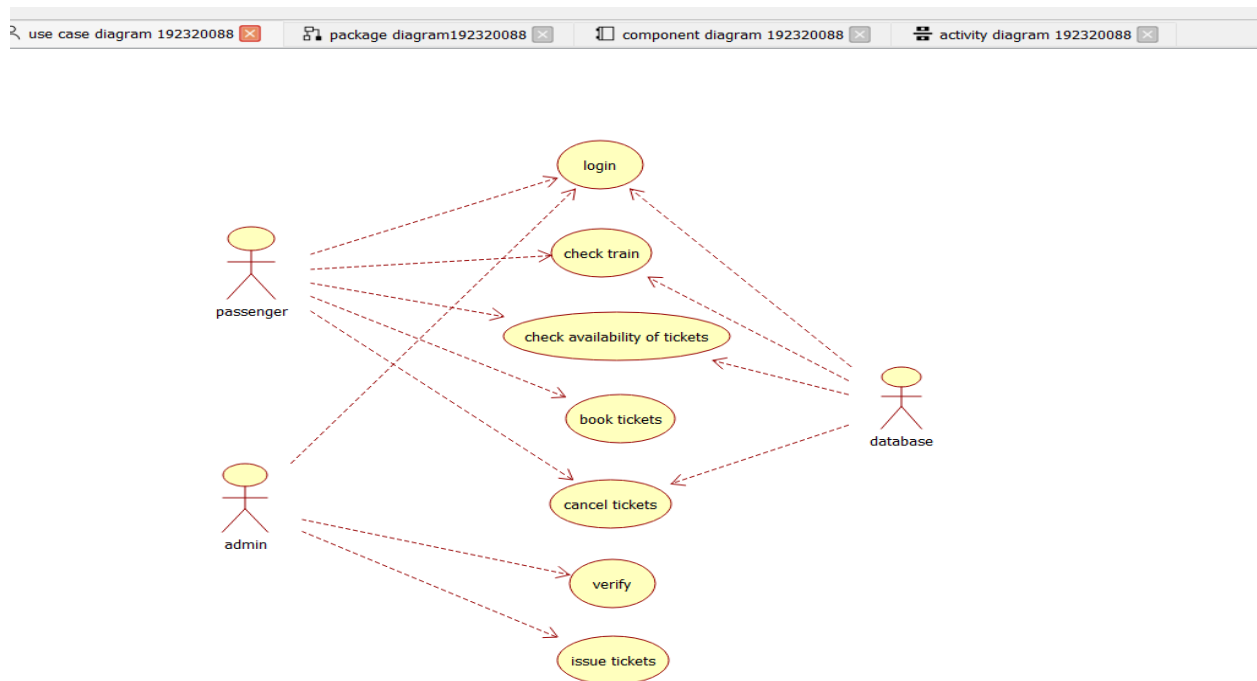 use case diagram 192320088
package diagram192320088
component diagram 192320088
activity diagram 192320088
login
check train
passenger
check availability of tickets
book tickets
database
cancel tickets
admin
verify
issue tickets